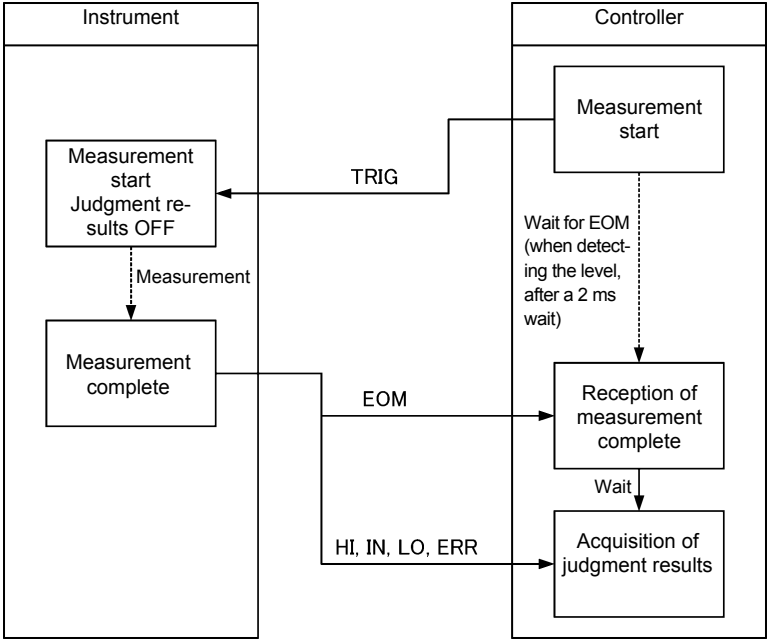 Instrument
Controller
Measurement
start
Measurement
start
Judgment re-
sults OFF
TRIG
Wait for EOM
(when detect-
ing the level,
after a 2 ms
wait)
Measurement
Measurement
complete
EOM
Reception of
measurement
complete
Wait
HI, IN, LO, ERR
Acquisition of
judgment results